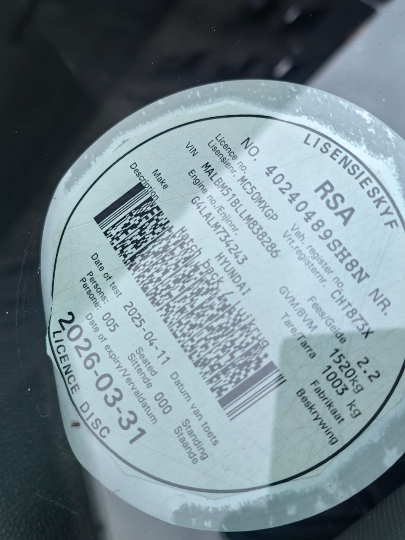 LISENSIESKYF
RSA
NO. 40240489SH8N NR.
Licence no.
Lisensienr. MC50MXGP
Veh. register no.
Vrt.registernr. CHT873X
VIN MALBM51BLLM838286
Fees/Gelde 2.2
Engine no./Enjinnr. G4LALM734243
GVM/BVM 1520kg
Tare/Tarra 1003 kg
Make HYUNDAI Fabrikaat
Description Hatch back / Beskrywing
Date of test 2025-04-11 Datum van toets
Persons: Seated Standing
Persone: 005 Sittende 000 Staande
Date of expiry/Vervaldatum
2026-03-31
LICENCE DISC